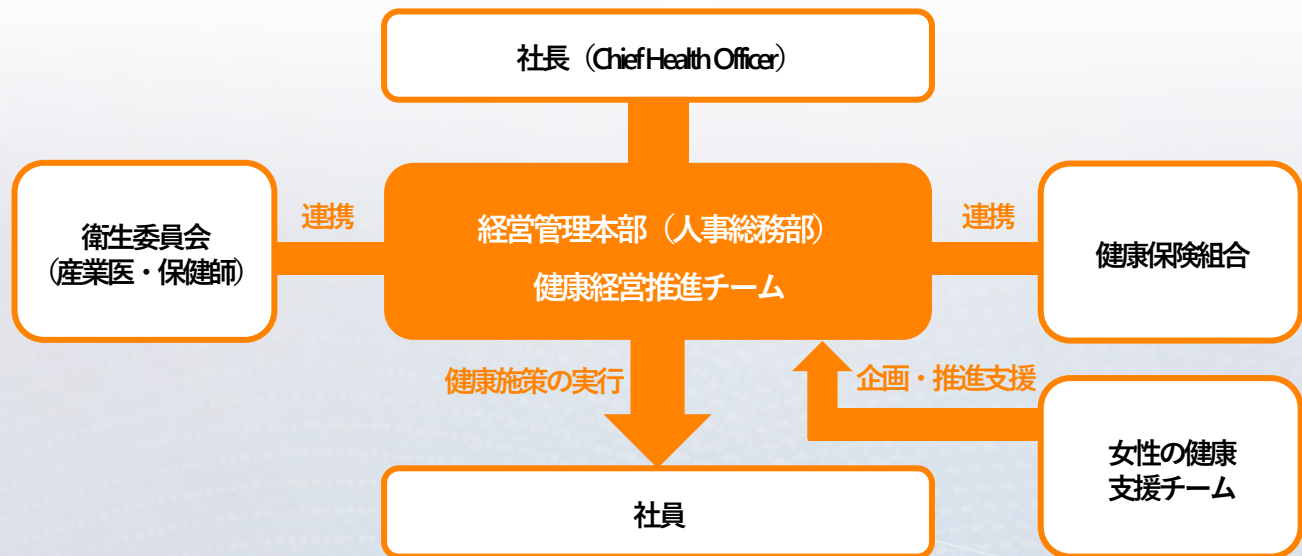 社長（Chief Health Officer）
衛生委員会
（産業医・保健師）
連携
経営管理本部（人事総務部）
健康経営推進チーム
連携
健康保険組合
健康施策の実行
企画・推進支援
女性の健康
支援チーム
社員